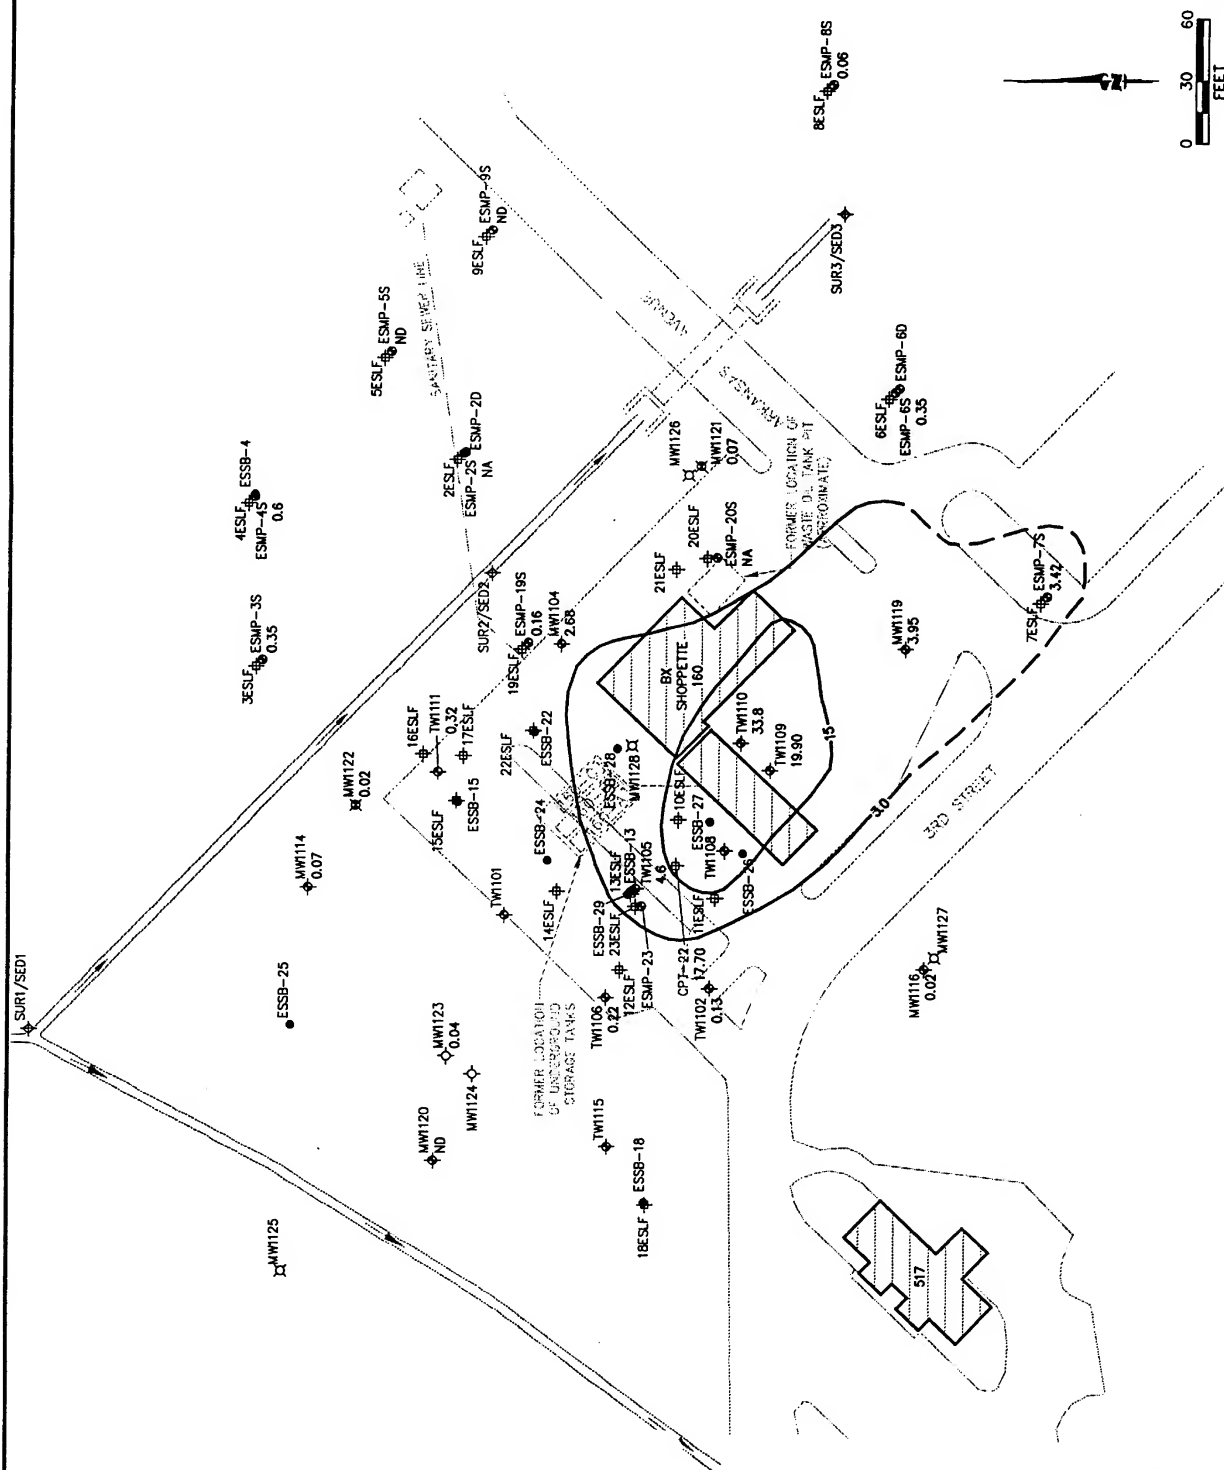 SUR1/SED1
ESSB-25
MW1114
0.07
MW1122
0.02
3ESLF
ESMP-3S
0.35
4ESLF
ESSB-4
ESMP-4S
0.6
5ESLF
ESMP-5S
ND
SANITARY SEWER LINE
9ESLF
ESMP-9S
ND
8ESLF
ESMP-8S
0.06
MW1125
MW1120
ND
MW1123
0.04
MW1124
TW1101
15ESLF
ESSB-15
16ESLF
TW1111
0.32
17ESLF
SUR2/SED2
2ESLF
ESMP-2D
ESMP-2S
NA
19ESLF
ESMP-19S
0.16
MW1104
2.68
22ESLF
ESSB-22
ESSB-24
14ESLF
ESSB-28
MW1128
FORMER LOCATION
OF UNDERGROUND
STORAGE TANKS
TW1115
18ESLF
ESSB-18
TW1106
0.22
12ESLF
ESSB-29
23ESLF
ESMP-23
13ESLF
ESSB-13
TW1105
4.6
10ESLF
CPT-22
17.70
TW1102
0.13
11ESLF
TW1108
ESSB-27
ESSB-26
BX
SHOPPETTE
160
TW1110
33.8
TW1109
19.90
15
3.0
21ESLF
20ESLF
ESMP-20S
NA
FORMER LOCATION OF
WASTE OIL TANK PIT
(APPROXIMATE)
MW1126
MW1121
0.07
ARKANSAS
AVENUE
SUR3/SED3
6ESLF
ESMP-6D
ESMP-6S
0.35
MW1119
3.95
7ESLF
ESMP-7S
3.42
3RD STREET
MW1116
0.02
MW1127
517
N
0 30 60
FEET